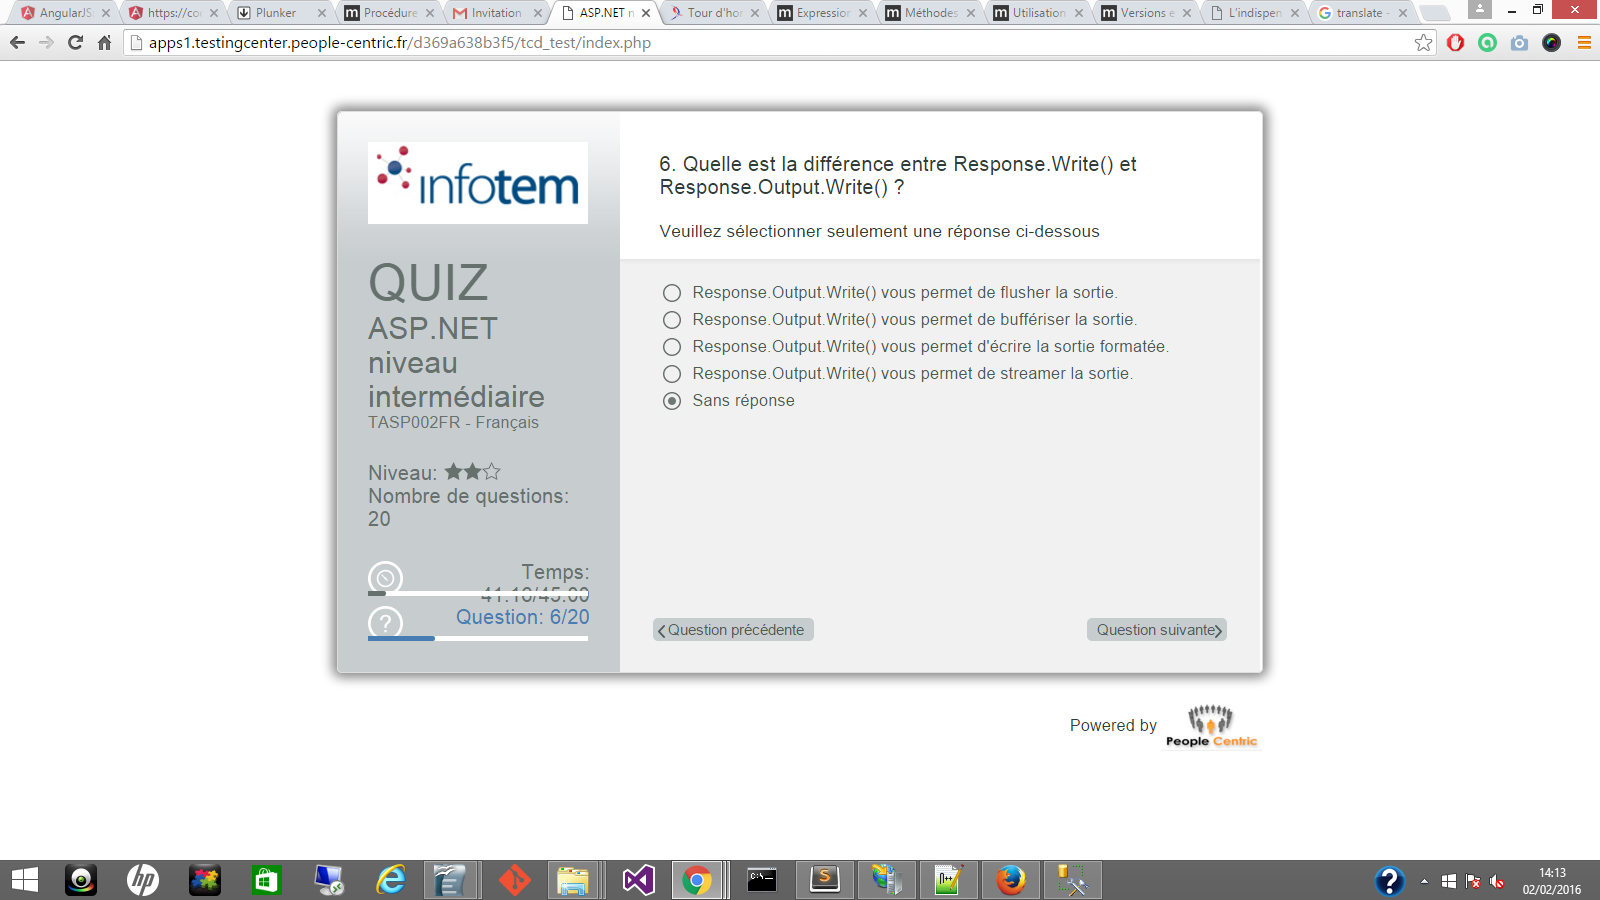 AngularJS:
https://cod
Plunker
Procédure
Invitation
ASP.NET n
Tour d'hor
Expression
Méthodes
Utilisation
Versions e
L'indispen
translate -
apps1.testingcenter.people-centric.fr/d369a638b3f5/tcd_test/index.php
infotem
QUIZ
ASP.NET
niveau
intermédiaire
TASP002FR - Français
Niveau:
Nombre de questions:
20
Temps:
41:18/45:00
Question: 6/20
6. Quelle est la différence entre Response.Write() et
Response.Output.Write() ?
Veuillez sélectionner seulement une réponse ci-dessous
Response.Output.Write() vous permet de flusher la sortie.
Response.Output.Write() vous permet de buffériser la sortie.
Response.Output.Write() vous permet d'écrire la sortie formatée.
Response.Output.Write() vous permet de streamer la sortie.
Sans réponse
Question précédente
Question suivante
Powered by
People Centric
14:13
02/02/2016